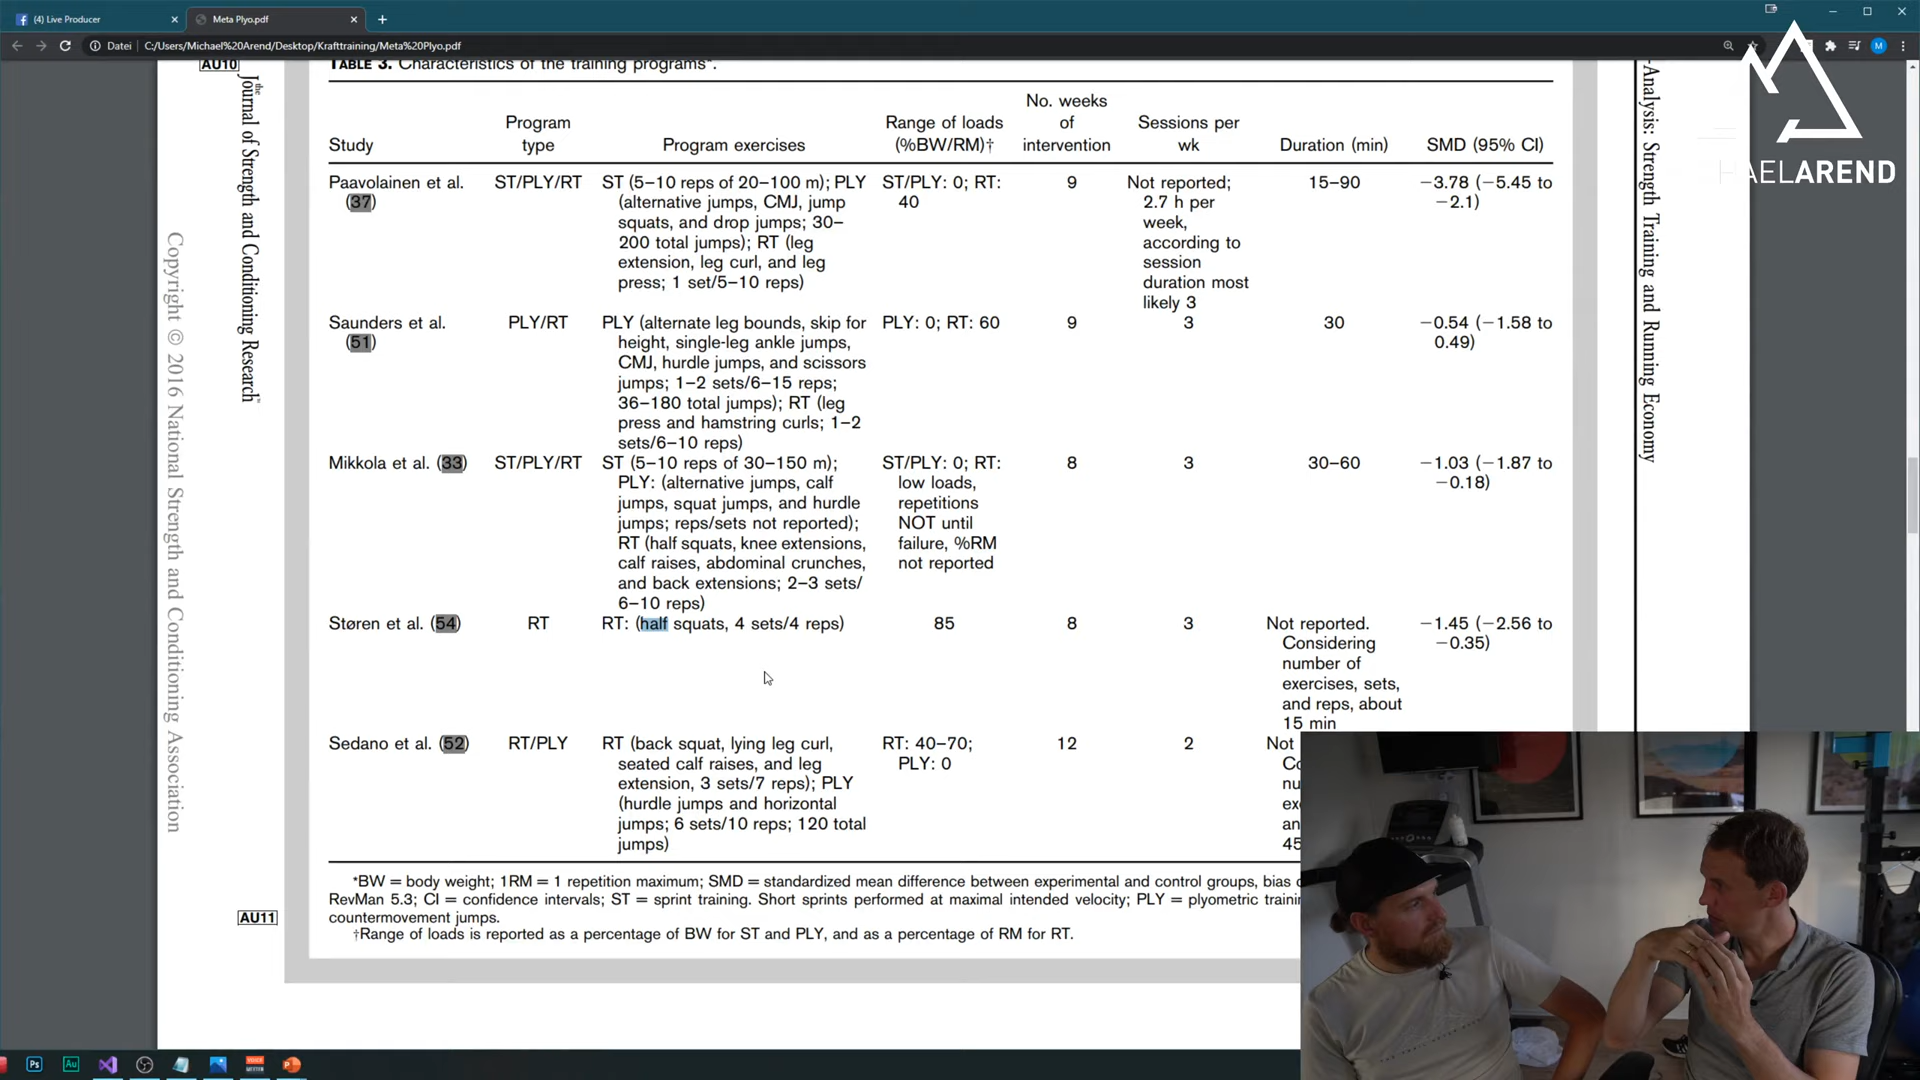 (4) Live Producer
Meta Plyo.pdf
Datei
C:/Users/Michael%20Arend/Desktop/Krafttraining/Meta%20Plyo.pdf
M
HAELAREND
AU10
the
Journal of Strength and Conditioning Research™
Copyright © 2016 National Strength and Conditioning Association
-Analysis: Strength Training and Running Economy
TABLE 3. Characteristics of the training programs*.
Study
Program type
Program exercises
Range of loads (%BW/RM)†
No. weeks of intervention
Sessions per wk
Duration (min)
SMD (95% CI)
Paavolainen et al. ST/PLY/RT ST (5–10 reps of 20–100 m); PLY ST/PLY: 0; RT: 9 Not reported; 15–90 −3.78 (−5.45 to
(37) (alternative jumps, CMJ, jump 40 2.7 h per −2.1)
squats, and drop jumps; 30– week,
200 total jumps); RT (leg according to
extension, leg curl, and leg session
press; 1 set/5–10 reps) duration most
likely 3
Saunders et al. PLY/RT PLY (alternate leg bounds, skip for PLY: 0; RT: 60 9 3 30 −0.54 (−1.58 to
(51) height, single-leg ankle jumps, 0.49)
CMJ, hurdle jumps, and scissors
jumps; 1–2 sets/6–15 reps;
36–180 total jumps); RT (leg
press and hamstring curls; 1–2
sets/6–10 reps)
Mikkola et al. (33) ST/PLY/RT ST (5–10 reps of 30–150 m); ST/PLY: 0; RT: 8 3 30–60 −1.03 (−1.87 to
PLY: (alternative jumps, calf low loads, −0.18)
jumps, squat jumps, and hurdle repetitions
jumps; reps/sets not reported); NOT until
RT (half squats, knee extensions, failure, %RM
calf raises, abdominal crunches, not reported
and back extensions; 2–3 sets/
6–10 reps)
Støren et al. (54) RT RT: (half squats, 4 sets/4 reps) 85 8 3 Not reported. −1.45 (−2.56 to
Considering −0.35)
number of
exercises, sets,
and reps, about
15 min
Sedano et al. (52) RT/PLY RT (back squat, lying leg curl, RT: 40–70; 12 2 Not
seated calf raises, and leg PLY: 0 Co
extension, 3 sets/7 reps); PLY nu
(hurdle jumps and horizontal exe
jumps; 6 sets/10 reps; 120 total an
jumps) 45
*BW = body weight; 1RM = 1 repetition maximum; SMD = standardized mean difference between experimental and control groups, bias c
RevMan 5.3; CI = confidence intervals; ST = sprint training. Short sprints performed at maximal intended velocity; PLY = plyometric trainin
countermovement jumps.
†Range of loads is reported as a percentage of BW for ST and PLY, and as a percentage of RM for RT.
AU11
Ps
Au